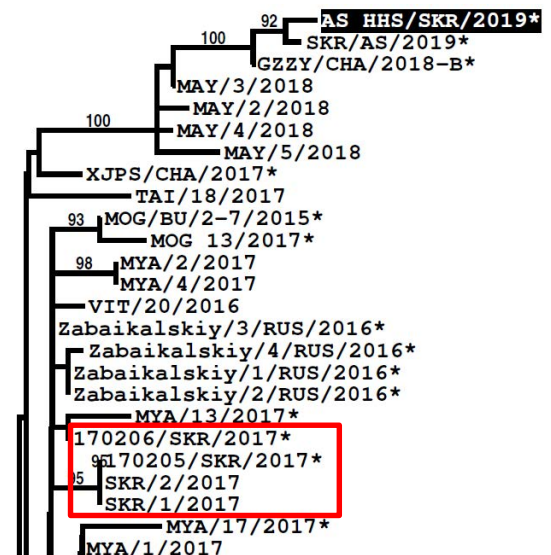 92
AS HHS/SKR/2019*
SKR/AS/2019*
100
GZZY/CHA/2018-B*
MAY/3/2018
MAY/2/2018
100
MAY/4/2018
MAY/5/2018
XJPS/CHA/2017*
TAI/18/2017
93
MOG/BU/2-7/2015*
MOG 13/2017*
98
MYA/2/2017
MYA/4/2017
VIT/20/2016
Zabaikalskiy/3/RUS/2016*
Zabaikalskiy/4/RUS/2016*
Zabaikalskiy/1/RUS/2016*
Zabaikalskiy/2/RUS/2016*
MYA/13/2017*
170206/SKR/2017*
170205/SKR/2017*
SKR/2/2017
SKR/1/2017
MYA/17/2017*
MYA/1/2017